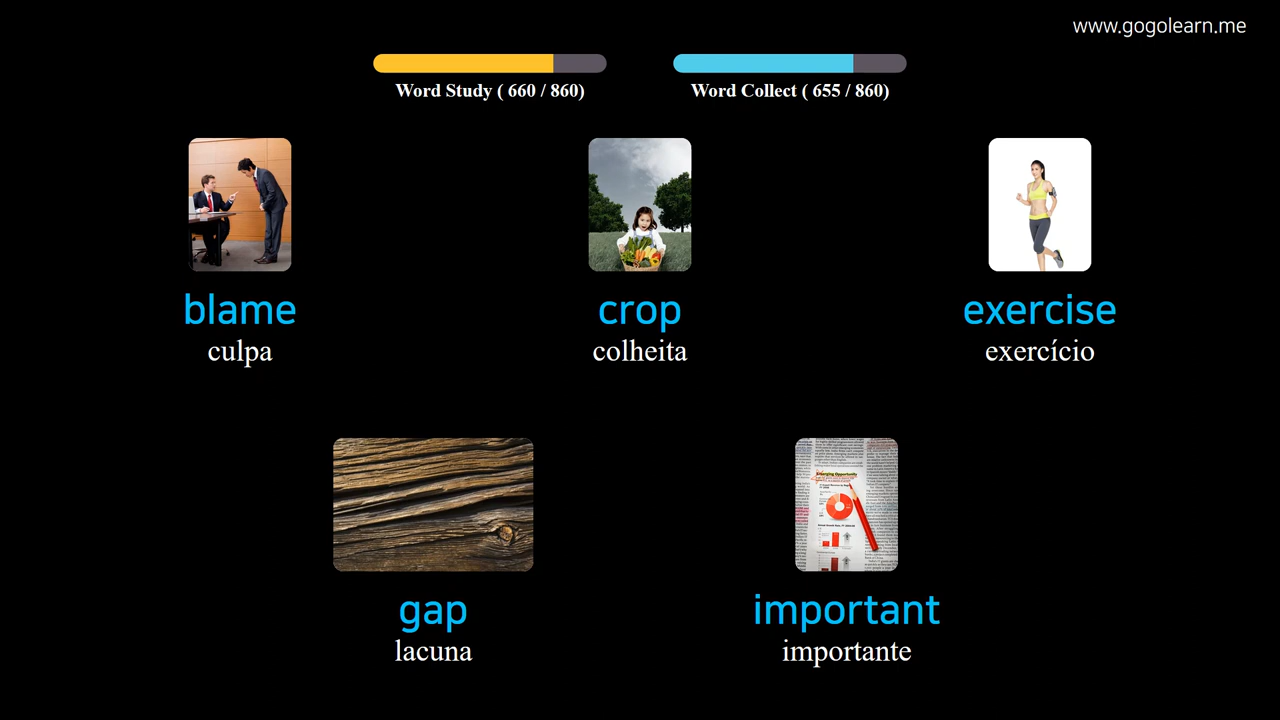 www.gogolearn.me
Word Study ( 660 / 860)
Word Collect ( 655 / 860)
blame
culpa
crop
colheita
exercise
exercício
gap
lacuna
important
importante